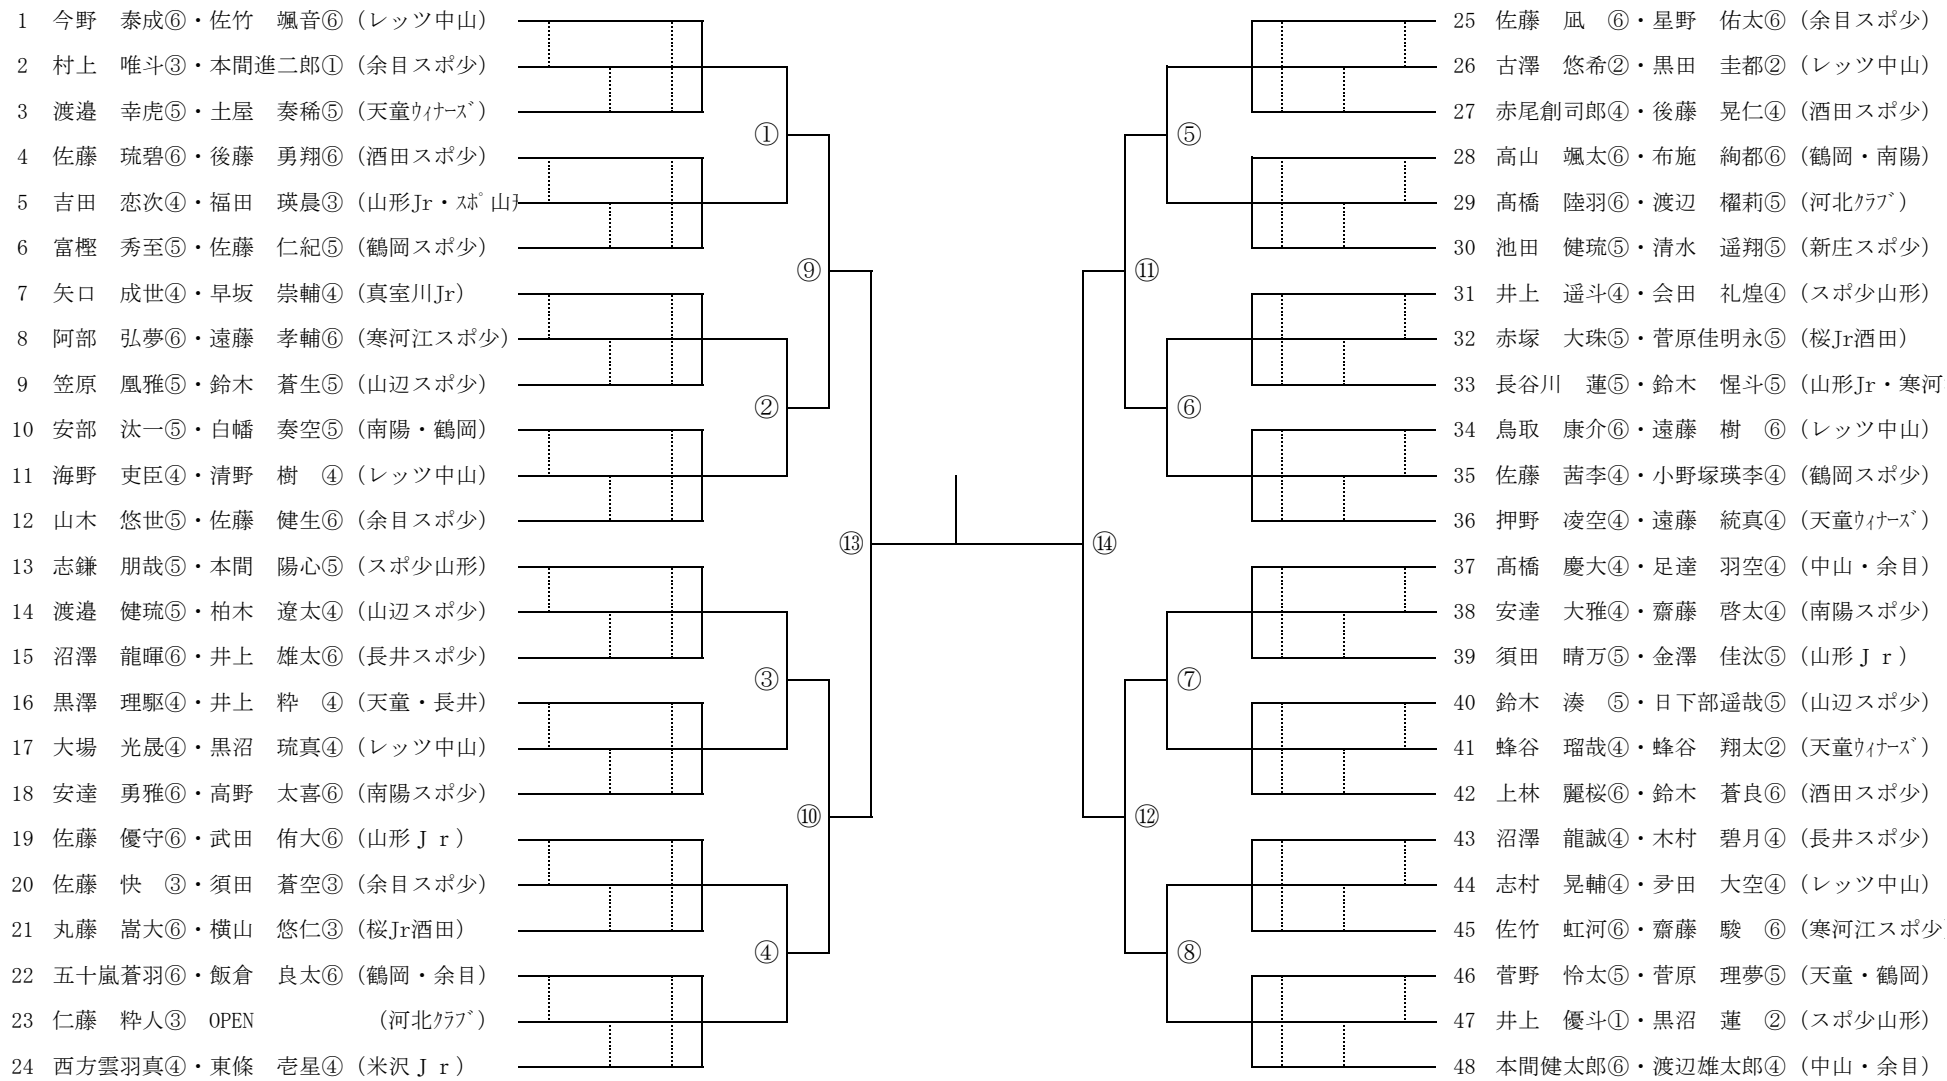 1 今野　泰成⑥・佐竹　颯音⑥（レッツ中山）
2 村上　唯斗③・本間進二郎①（余目スポ少）
3 渡邉　幸虎⑤・土屋　奏稀⑤（天童ｳｨﾅｰｽﾞ）
4 佐藤　琉碧⑥・後藤　勇翔⑥（酒田スポ少）
5 吉田　恋次④・福田　瑛晨③（山形Jr・ｽﾎﾟ山
6 富樫　秀至⑤・佐藤　仁紀⑤（鶴岡スポ少）
7 矢口　成世④・早坂　崇輔④（真室川Jr）
8 阿部　弘夢⑥・遠藤　孝輔⑥（寒河江スポ少）
9 笠原　凰雅⑤・鈴木　蒼生⑤（山辺スポ少）
10 安部　汰一⑤・白幡　奏空⑤（南陽・鶴岡）
11 海野　吏臣④・清野　樹　④（レッツ中山）
12 山木　悠世⑤・佐藤　健生⑥（余目スポ少）
13 志鎌　朋哉⑤・本間　陽心⑤（スポ少山形）
14 渡邉　健琉⑤・柏木　遼太④（山辺スポ少）
15 沼澤　龍暉⑥・井上　雄太⑥（長井スポ少）
16 黒澤　理駆④・井上　粋　④（天童・長井）
17 大場　光晟④・黒沼　琉真④（レッツ中山）
18 安達　勇雅⑥・高野　太喜⑥（南陽スポ少）
19 佐藤　優守⑥・武田　侑大⑥（山形Ｊｒ）
20 佐藤　快　③・須田　蒼空③（余目スポ少）
21 丸藤　嵩大⑥・横山　悠仁③（桜Jr酒田）
22 五十嵐蒼羽⑥・飯倉　良太⑥（鶴岡・余目）
23 仁藤　粋人③　OPEN　（河北ｸﾗﾌﾞ）
24 西方雲羽真④・東條　壱星④（米沢Ｊｒ）
①
②
③
④
⑨
⑩
⑬
⑭
⑪
⑫
⑤
⑥
⑦
⑧
25 佐藤　凪　⑥・星野　佑太⑥（余目スポ少）
26 古澤　悠希②・黒田　圭都②（レッツ中山）
27 赤尾創司郎④・後藤　晃仁④（酒田スポ少）
28 高山　颯太⑥・布施　絢都⑥（鶴岡・南陽）
29 髙橋　陸羽⑥・渡辺　櫂莉⑤（河北ｸﾗﾌﾞ）
30 池田　健琉⑤・清水　遥翔⑤（新庄スポ少）
31 井上　遥斗④・会田　礼煌④（スポ少山形）
32 赤塚　大珠⑤・菅原佳明永⑤（桜Jr酒田）
33 長谷川　蓮⑤・鈴木　惺斗⑤（山形Jr・寒河
34 鳥取　康介⑥・遠藤　樹　⑥（レッツ中山）
35 佐藤　茜李④・小野塚瑛李④（鶴岡スポ少）
36 押野　凌空④・遠藤　統真④（天童ｳｨﾅｰｽﾞ）
37 髙橋　慶大④・足達　羽空④（中山・余目）
38 安達　大雅④・齋藤　啓太④（南陽スポ少）
39 須田　晴万⑤・金澤　佳汰⑤（山形Ｊｒ）
40 鈴木　湊　⑤・日下部遥哉⑤（山辺スポ少）
41 蜂谷　瑠哉④・蜂谷　翔太②（天童ｳｨﾅｰｽﾞ）
42 上林　麗桜⑥・鈴木　蒼良⑥（酒田スポ少）
43 沼澤　龍誠④・木村　碧月④（長井スポ少）
44 志村　晃輔④・夛田　大空④（レッツ中山）
45 佐竹　虹河⑥・齋藤　駿　⑥（寒河江スポ少）
46 菅野　怜太⑤・菅原　理夢⑤（天童・鶴岡）
47 井上　優斗①・黒沼　蓮　②（スポ少山形）
48 本間健太郎⑥・渡辺雄太郎④（中山・余目）